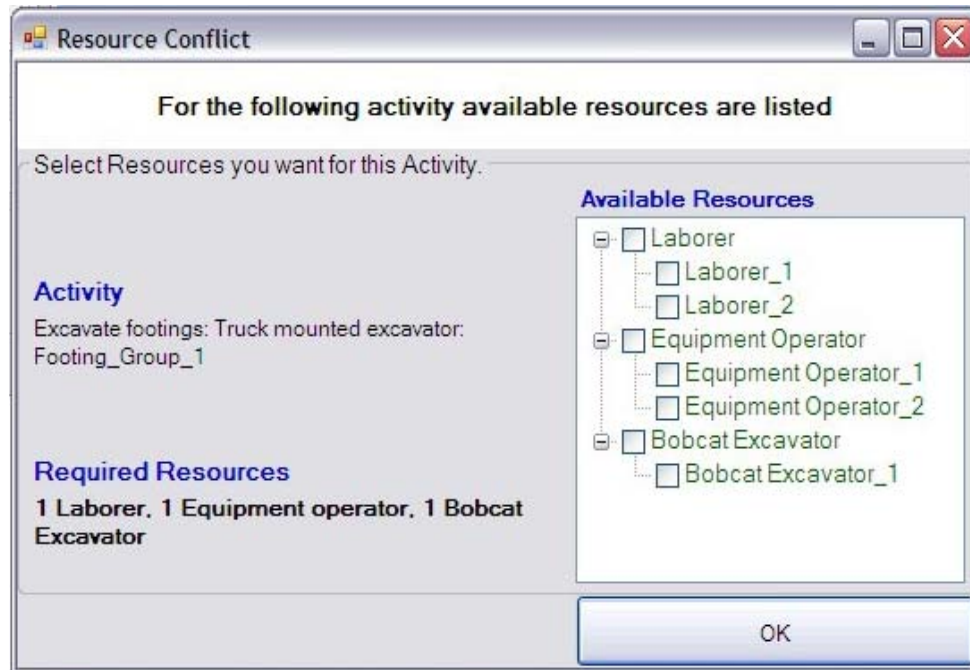 Resource Conflict
For the following activity available resources are listed
Select Resources you want for this Activity.
Available Resources
Laborer
Laborer_1
Laborer_2
Equipment Operator
Equipment Operator_1
Equipment Operator_2
Bobcat Excavator
Bobcat Excavator_1
Activity
Excavate footings: Truck mounted excavator:
Footing_Group_1
Required Resources
1 Laborer, 1 Equipment operator, 1 Bobcat
Excavator
OK